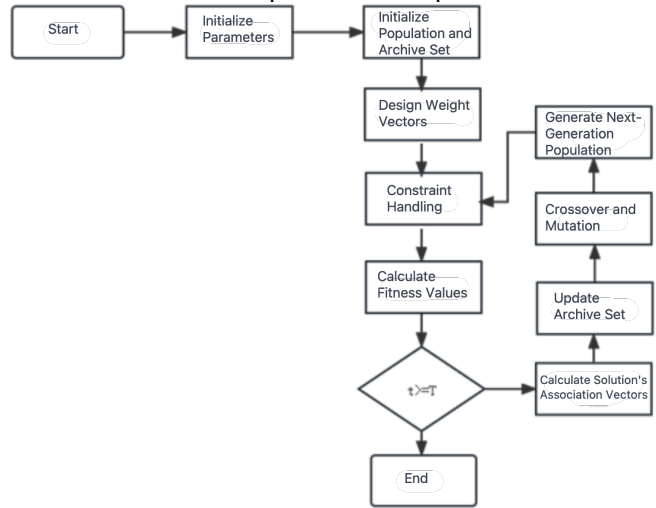 Start
Initialize
Parameters
Initialize
Population and
Archive Set
Design Weight
Vectors
Constraint
Handling
Calculate
Fitness Values
t>=T
End
Generate Next-
Generation
Population
Crossover and
Mutation
Update
Archive Set
Calculate Solution's
Association Vectors